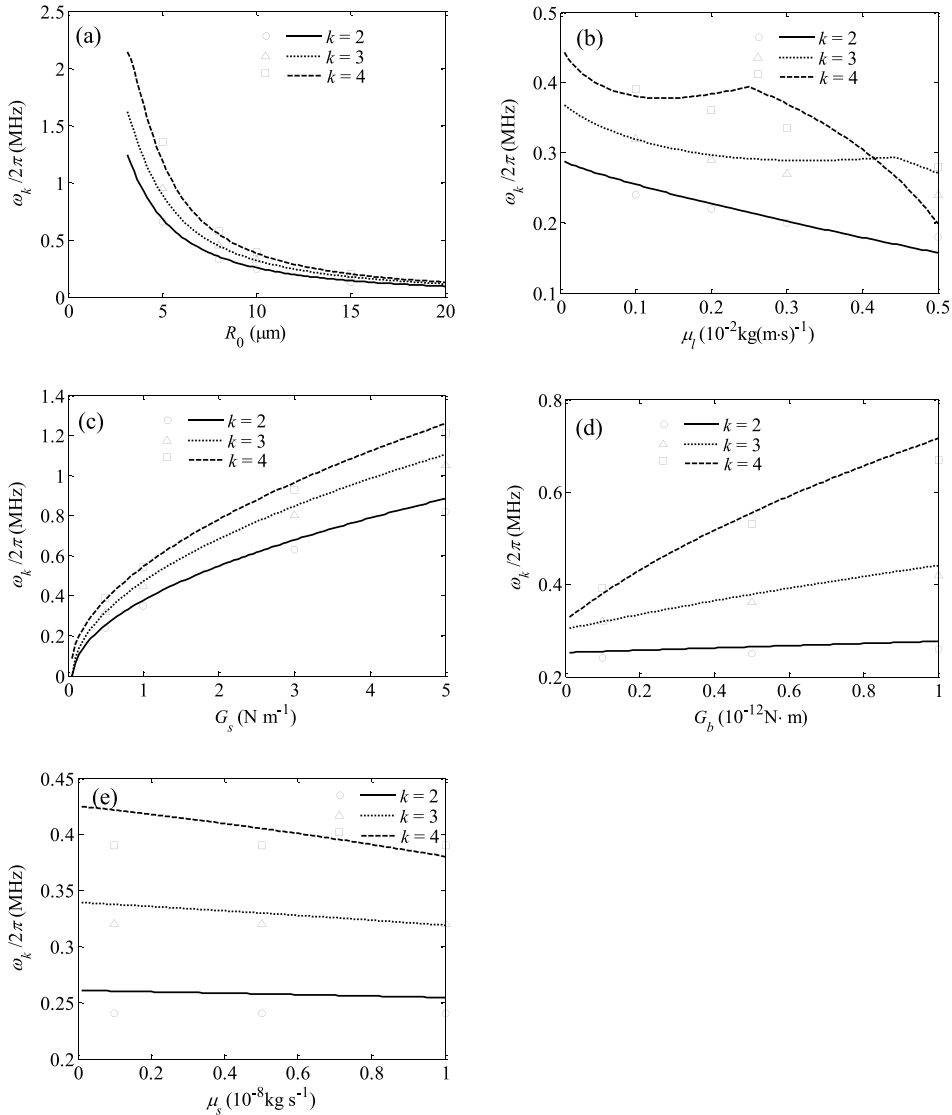 (a)
k = 2
k = 3
k = 4
2.5
2
1.5
1
0.5
0
ω_k/2π (MHz)
0 5 10 15 20
R_0 (μm)
(b)
k = 2
k = 3
k = 4
0.5
0.4
0.3
0.2
0.1
ω_k/2π (MHz)
0 0.1 0.2 0.3 0.4 0.5
μ_l (10^-2 kg(m·s)^-1
(c)
k = 2
k = 3
k = 4
1.4
1.2
1
0.8
0.6
0.4
0.2
0
ω_k/2π (MHz)
0 1 2 3 4 5
G_s (N m^-1)
(d)
k = 2
k = 3
k = 4
0.8
0.6
0.4
0.2
ω_k/2π (MHz)
0 0.2 0.4 0.6 0.8 1
G_b (10^-12 N· m)
(e)
k = 2
k = 3
k = 4
0.45
0.4
0.35
0.3
0.25
0.2
ω_k/2π (MHz)
0 0.2 0.4 0.6 0.8 1
μ_s (10^-8 kg s^-1)